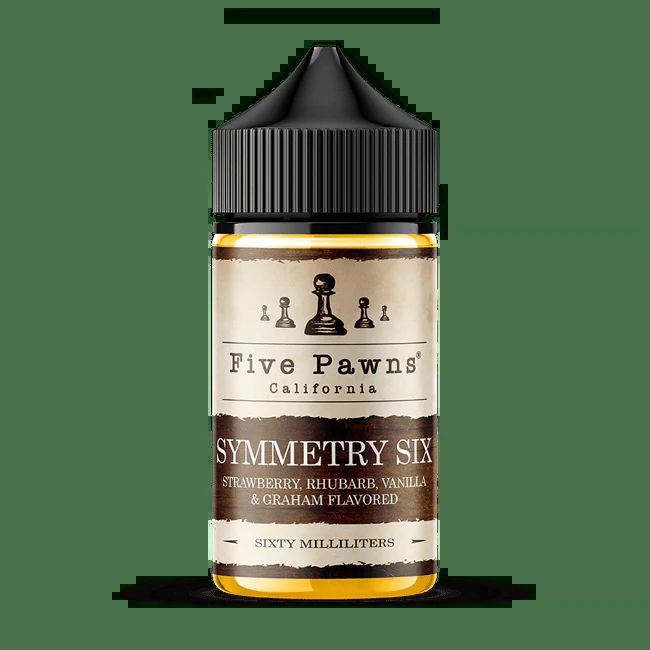 Five Pawns®
California
SYMMETRY SIX
STRAWBERRY, RHUBARB, VANILLA
& GRAHAM FLAVORED
SIXTY MILLILITERS